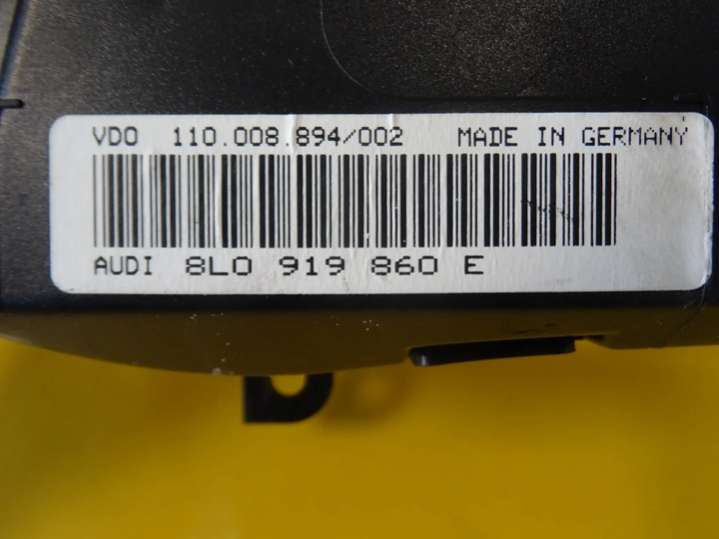 VDO 110.008.894/002 MADE IN GERMANY
AUDI 8L0 919 860 E